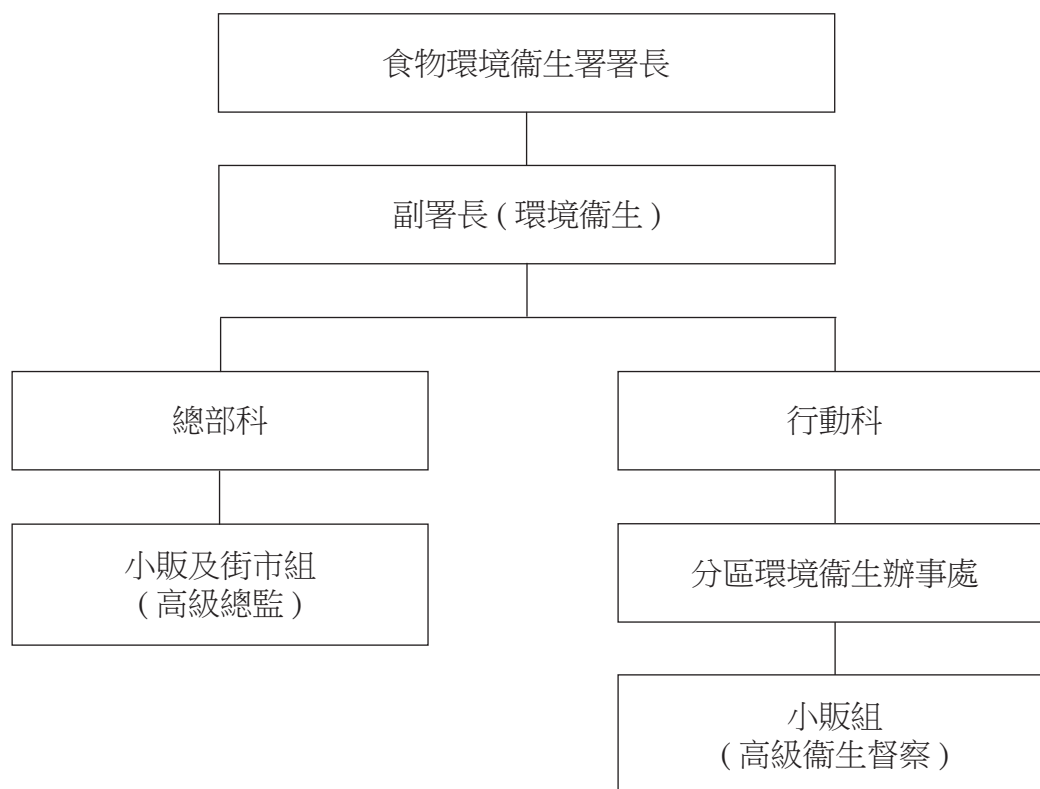 食物環境衞生署署長
副署長 ( 環境衞生 )
總部科
行動科
小販及街市組
( 高級總監 )
分區環境衞生辦事處
小販組
( 高級衞生督察 )